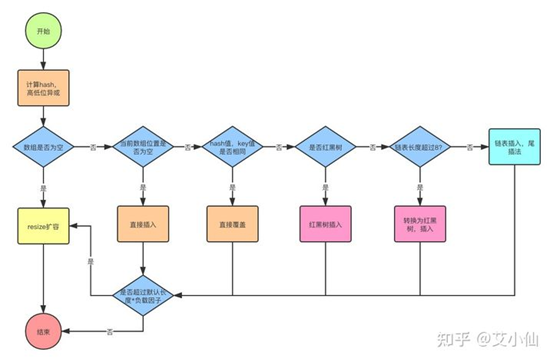 开始
计算hash,
高低位异或
数组是否为空
否
当前数组位置是
否为空
否
hash值，key值
是否相同
否
是否红黑树
否
链表长度超过8?
否
链表插入，尾
插法
是
是
是
是
是
resize扩容
直接插入
直接覆盖
红黑树插入
转换为红黑
树，插入
是
是否超过默认长
度*负载因子
否
结束
知乎 @艾小仙